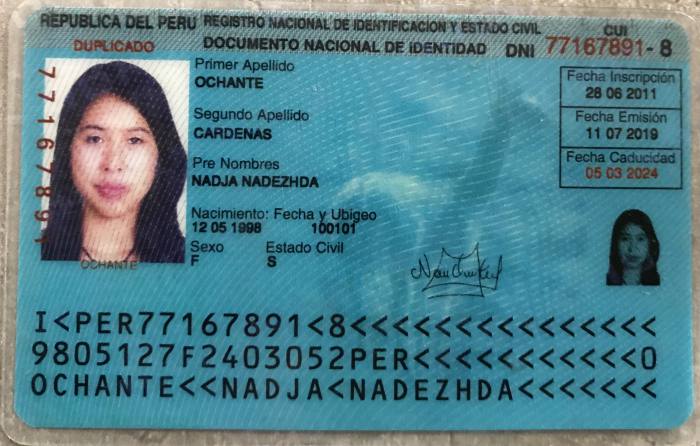 REPUBLICA DEL PERU REGISTRO NACIONAL DE IDENTIFICACION Y ESTADO CIVIL
CUI
DUPLICADO
DOCUMENTO NACIONAL DE IDENTIDAD DNI 77167891-8
77167891
Primer Apellido
OCHANTE
Segundo Apellido
CARDENAS
Pre Nombres
NADJA NADEZHDA
Nacimiento: Fecha y Ubigeo
12 05 1998 100101
Sexo Estado Civil
F S
Fecha Inscripción
28 06 2011
Fecha Emisión
11 07 2019
Fecha Caducidad
05 03 2024
OCHANTE
I<PER77167891<8<<<<<<<<<<<<<<<
9805127F2403052PER<<<<<<<<<<<0
OCHANTE<<NADJA<NADEZHDA<<<<<<<